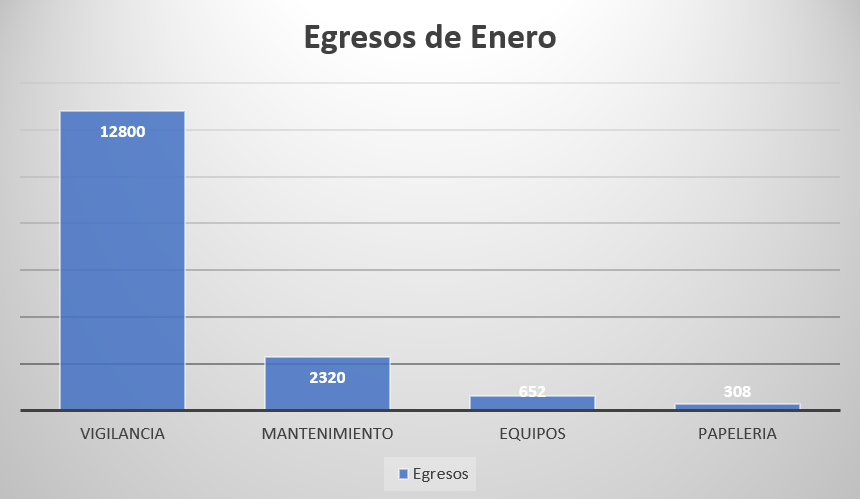 Egresos de Enero
12800
2320
652
308
VIGILANCIA
MANTENIMIENTO
EQUIPOS
PAPELERIA
Egresos